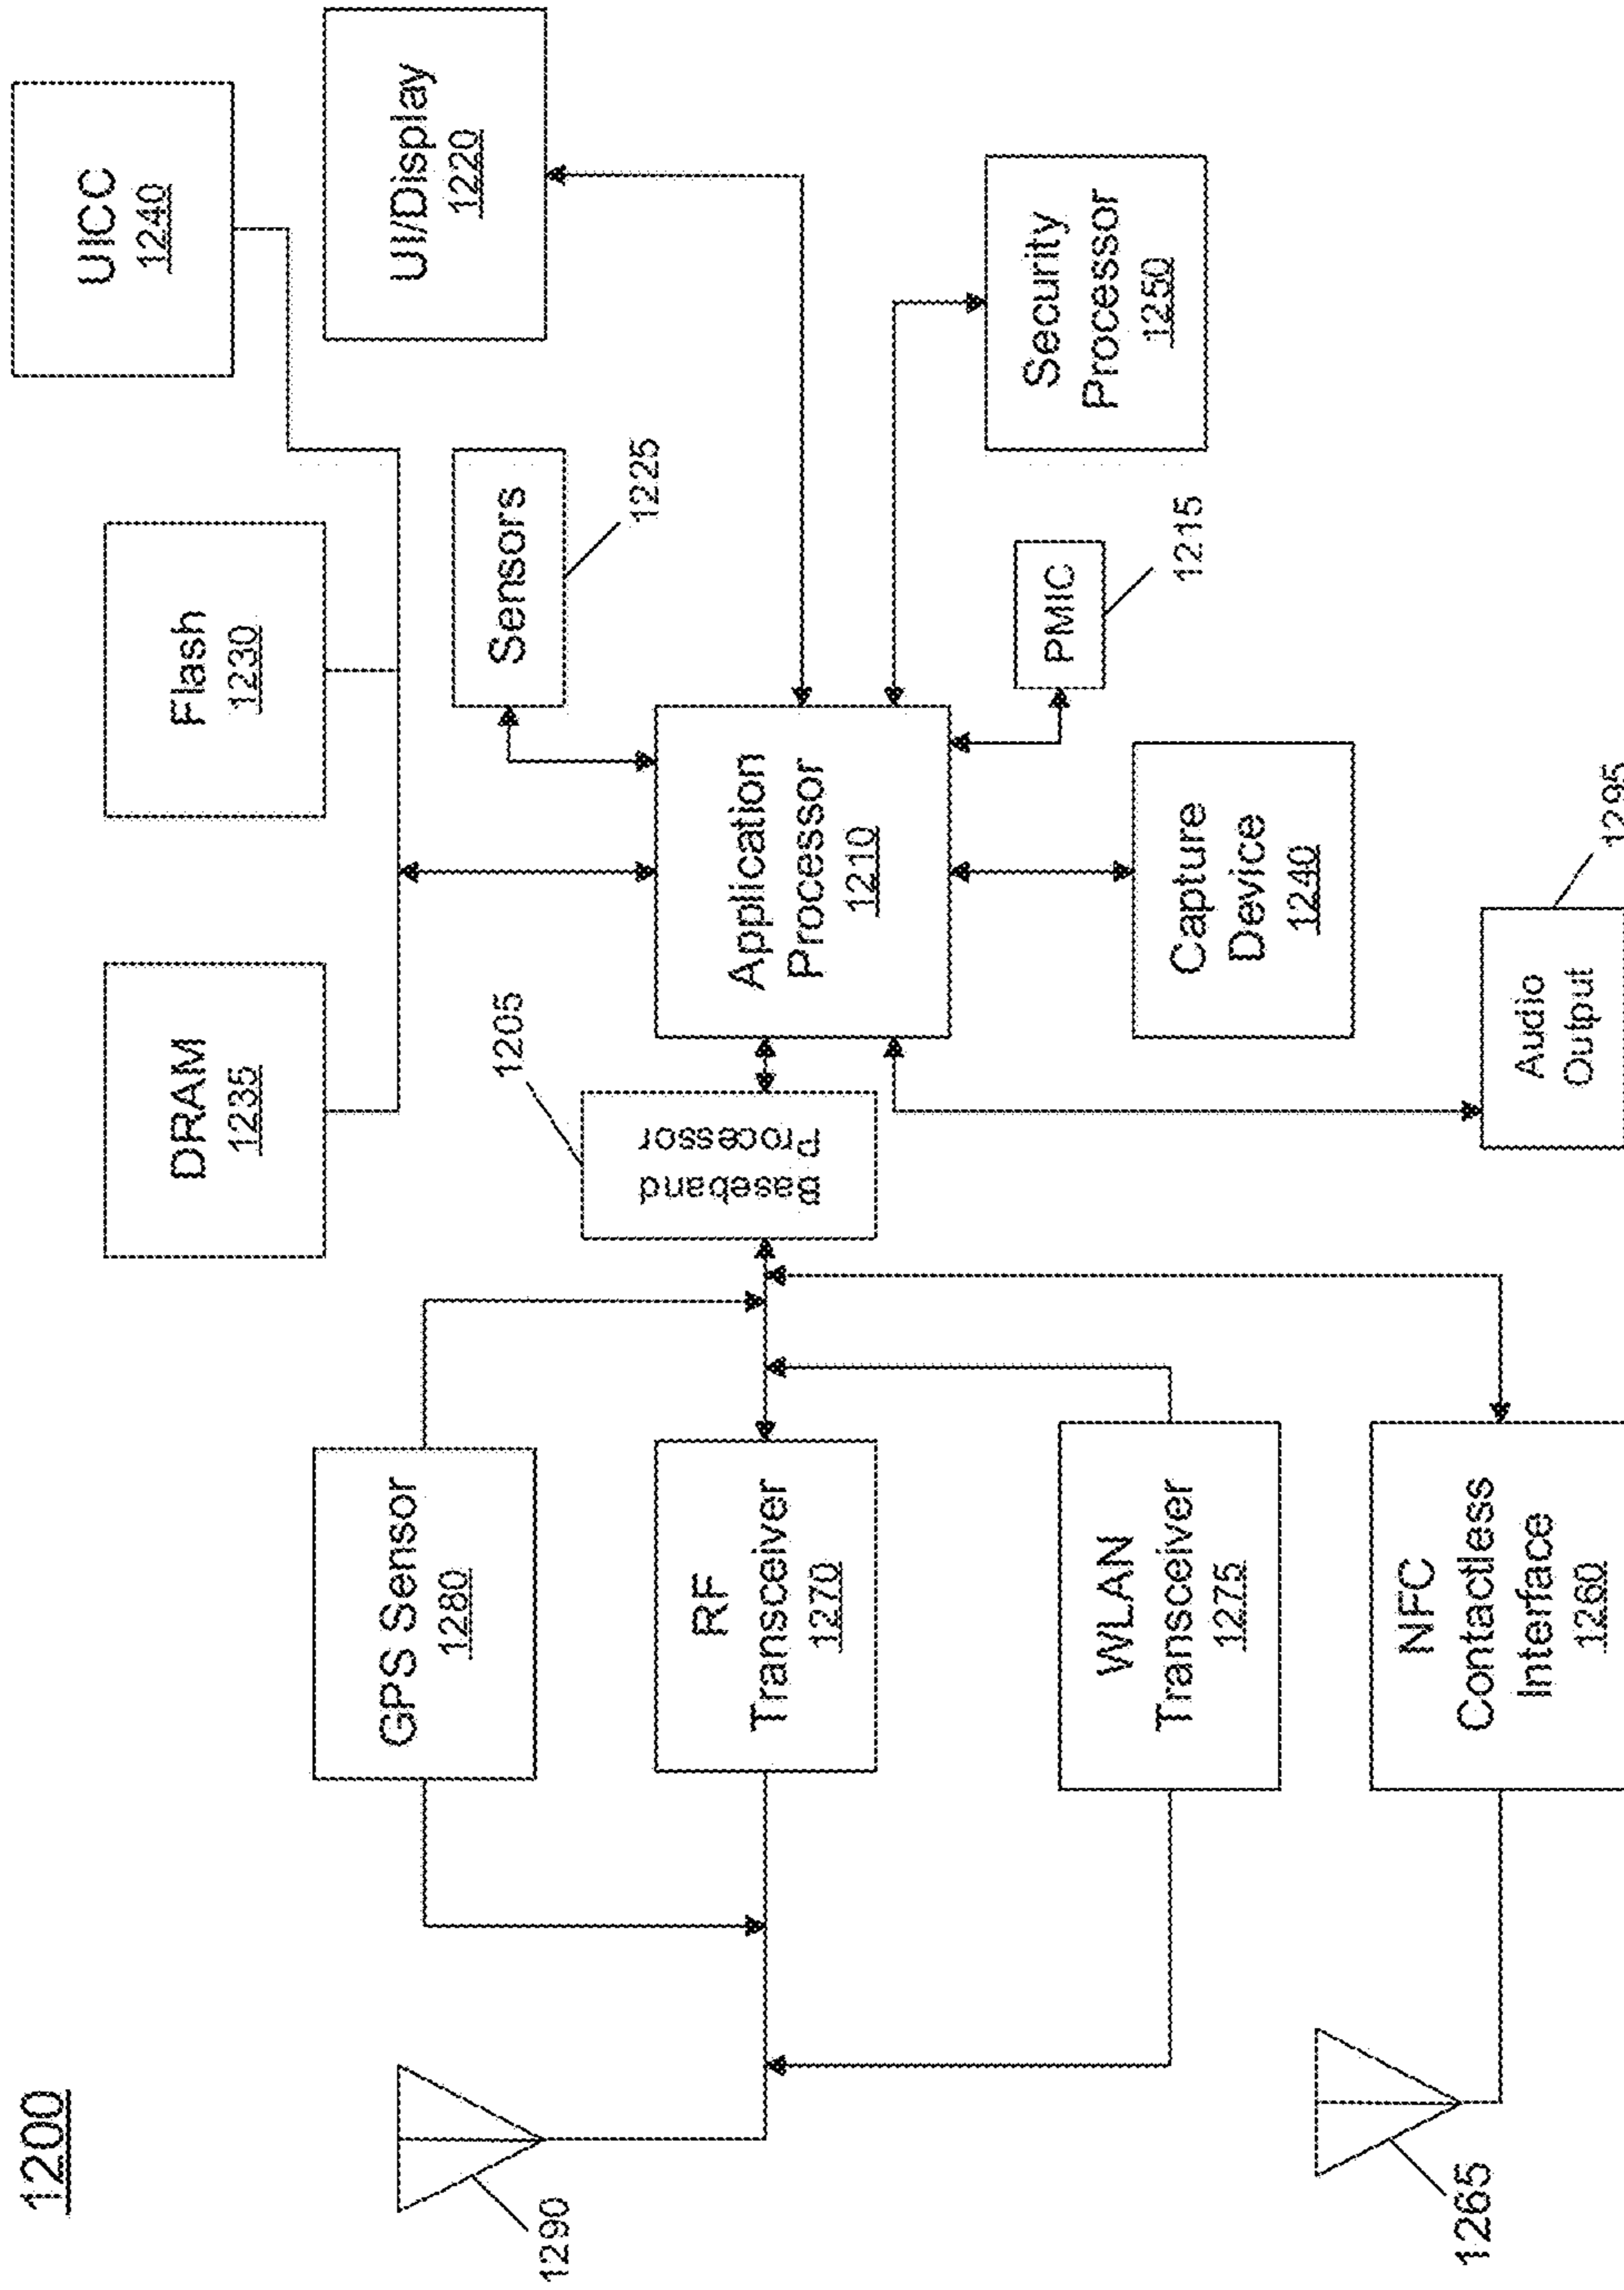 1200
UICC
1240
Flash
1230
DRAM
1235
UI/Display
1220
Sensors
1225
GPS Sensor
1280
1290
1205
Baseband
Processor
Application
Processor
1210
RF
Transceiver
1270
Security
Processor
1250
PMIC
1215
Capture
Device
1240
WLAN
Transceiver
1275
NFC
Contactless
Interface
1260
1265
Audio
Output
1295